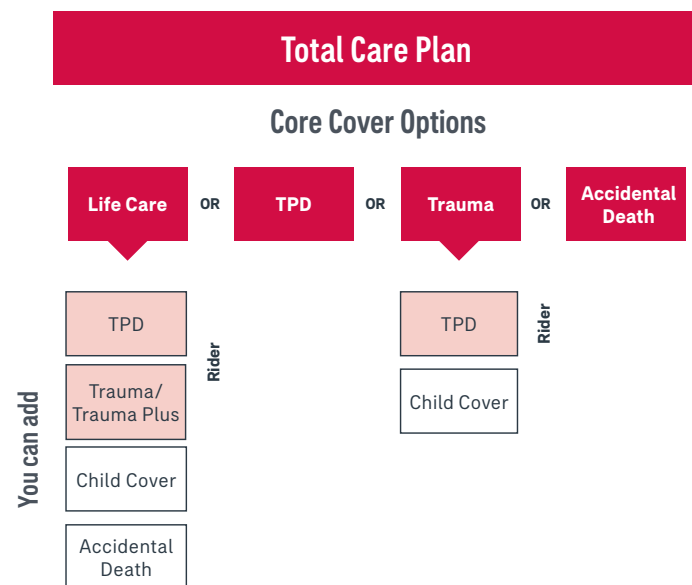 Total Care Plan
Core Cover Options
Life Care
OR
TPD
OR
Trauma
OR
Accidental
Death
You can add
TPD
Rider
Trauma/
Trauma Plus
Child Cover
Accidental
Death
TPD
Rider
Child Cover